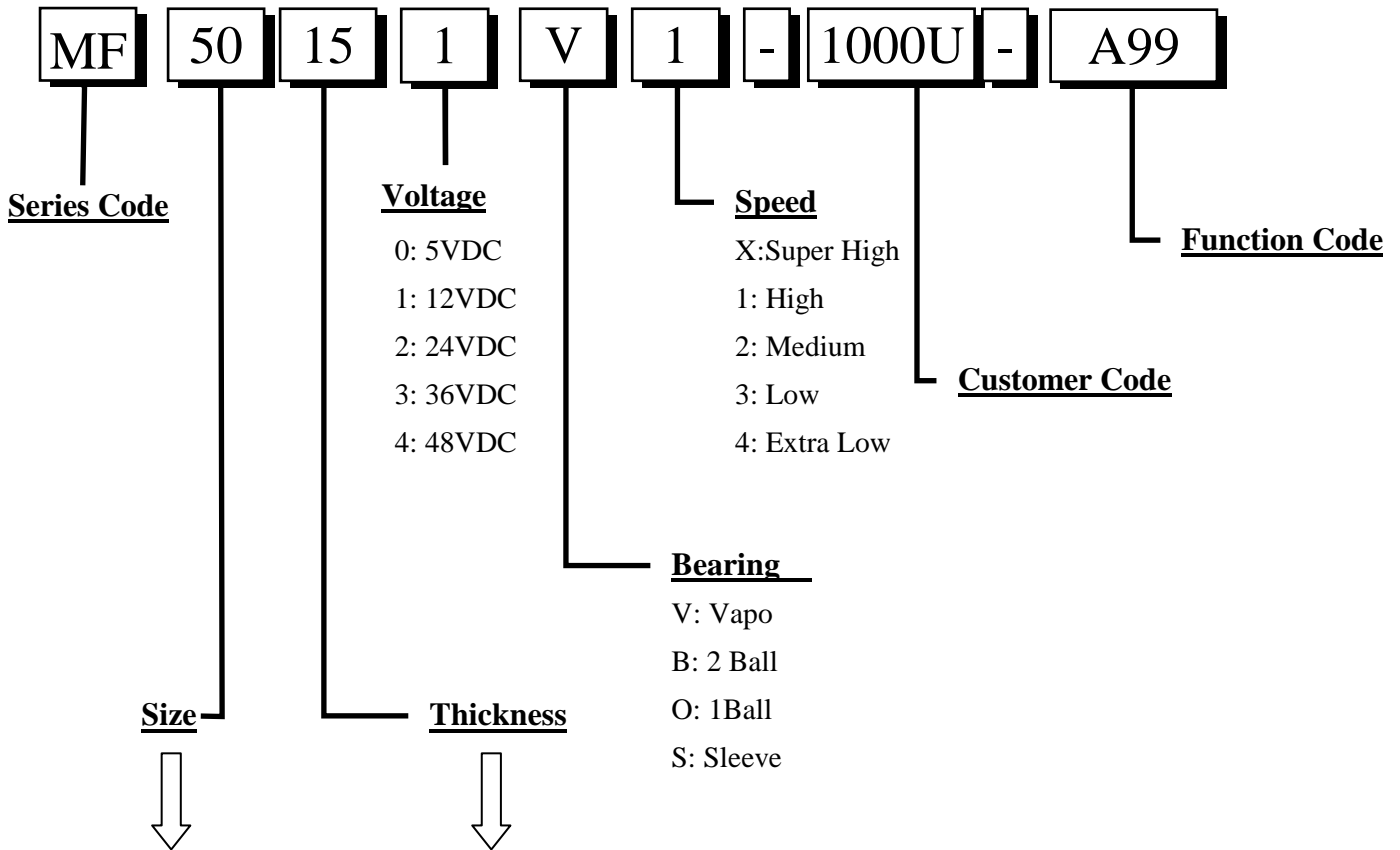 MF 50 15 1 V 1 - 1000U - A99
Series Code
Voltage
0: 5VDC
1: 12VDC
2: 24VDC
3: 36VDC
4: 48VDC
Speed
X:Super High
1: High
2: Medium
3: Low
4: Extra Low
Function Code
Customer Code
Bearing
V: Vapo
B: 2 Ball
O: 1Ball
S: Sleeve
Size
Thickness